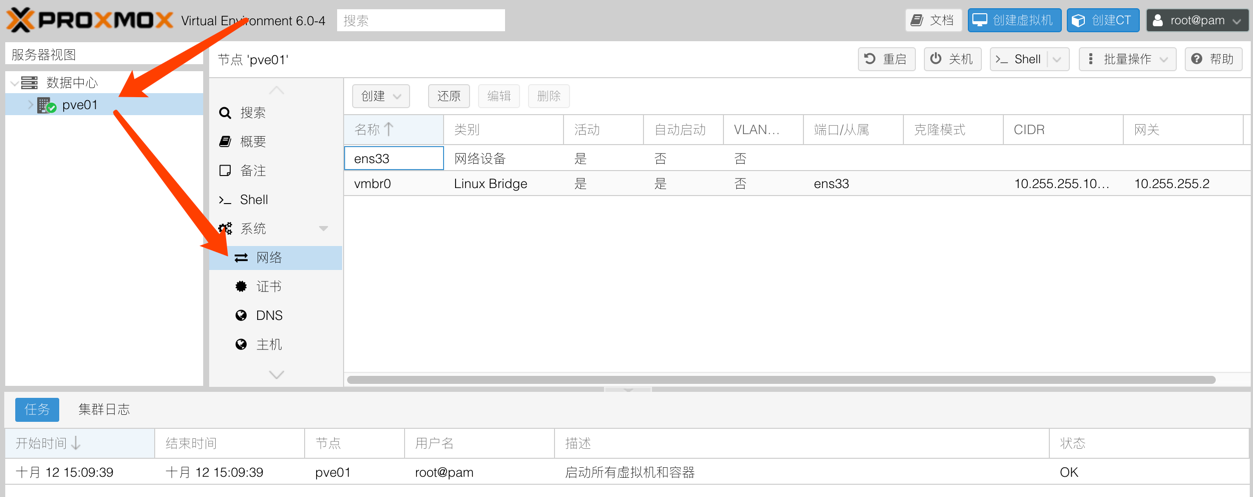 PROXMOX Virtual Environment 6.0-4 搜索 文档 创建虚拟机 创建CT root@pam
服务器视图
节点 'pve01' 重启 关机 Shell 批量操作 帮助
数据中心
pve01
搜索
概要
备注
Shell
系统
网络
证书
DNS
主机
创建 还原 编辑 删除
名称 类别 活动 自动启动 VLAN... 端口/从属 克隆模式 CIDR 网关
ens33 网络设备 是 否 否
vmbr0 Linux Bridge 是 是 否 ens33 10.255.255.10... 10.255.255.2
任务 集群日志
开始时间 结束时间 节点 用户名 描述 状态
十月 12 15:09:39 十月 12 15:09:39 pve01 root@pam 启动所有虚拟机和容器 OK